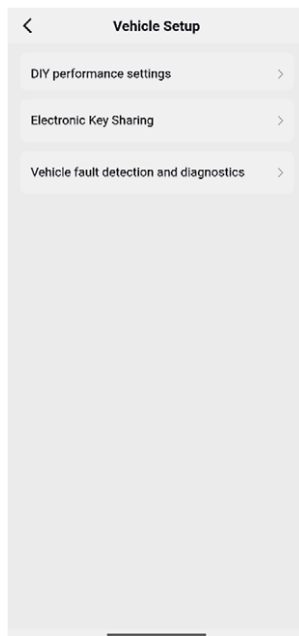 Vehicle Setup
DIY performance settings
Electronic Key Sharing
Vehicle fault detection and diagnostics